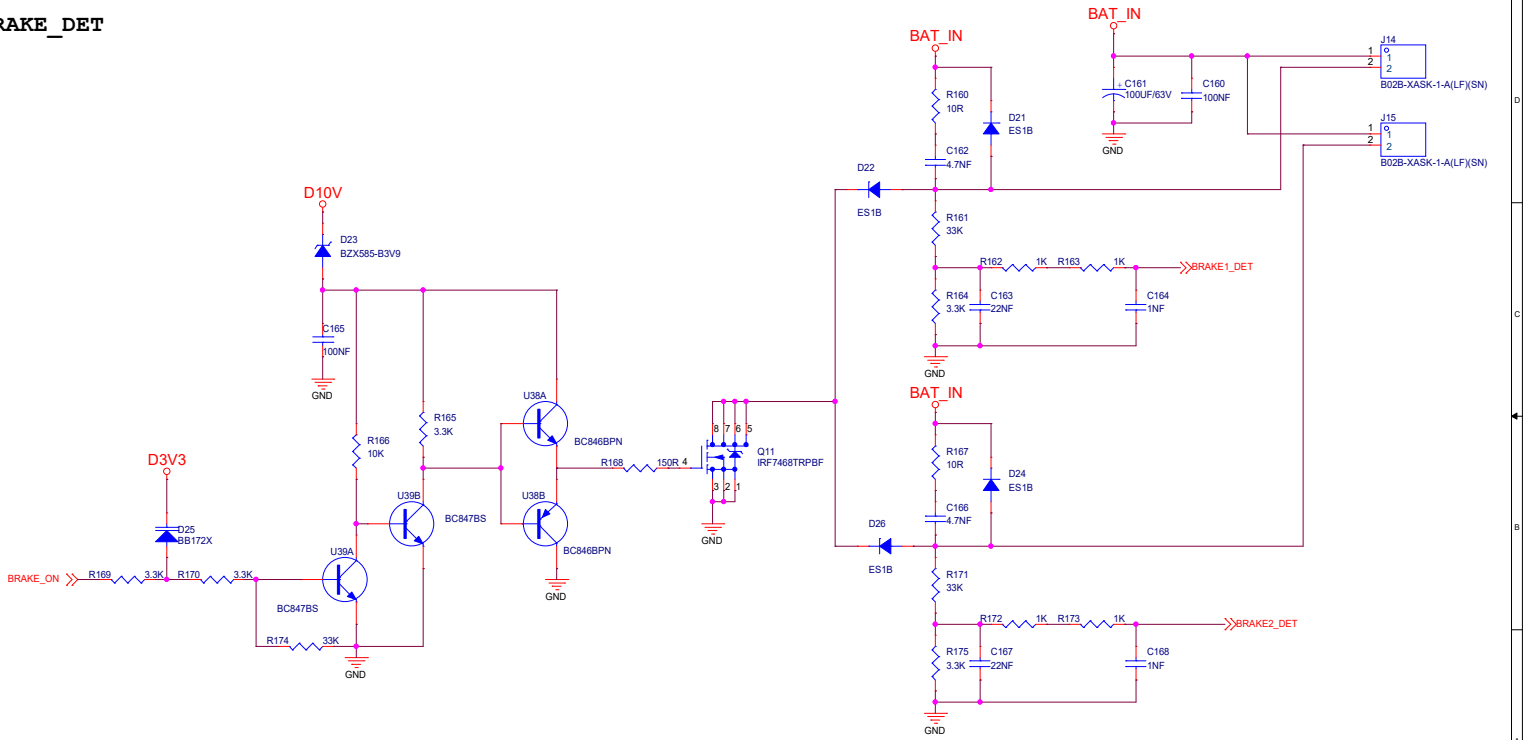 RAKE_DET
BAT_IN
BAT_IN
J14
1
1
2
2
B02B-XASK-1-A(LF)(SN)
R160
10R
+
C161
100UF/63V
C160
100NF
D21
ES1B
GND
J15
1
1
2
2
B02B-XASK-1-A(LF)(SN)
C162
4.7NF
D22
ES1B
D10V
R161
33K
D23
BZX585-B3V9
R162
1K
R163
1K
BRAKE1_DET
R164
3.3K
C163
22NF
C164
1NF
C165
100NF
GND
GND
BAT_IN
U38A
BC846BPN
R165
3.3K
R166
10K
8
7
6
5
Q11
IRF7468TRPBF
R168
150R
4
3
2
1
GND
R167
10R
D24
ES1B
D3V3
U39B
BC847BS
U38B
BC846BPN
C166
4.7NF
D26
ES1B
D25
BB172X
U39A
BC847BS
BRAKE_ON
R169
3.3K
R170
3.3K
GND
R171
33K
R174
33K
GND
R172
1K
R173
1K
BRAKE2_DET
R175
3.3K
C167
22NF
C168
1NF
GND
D
C
B